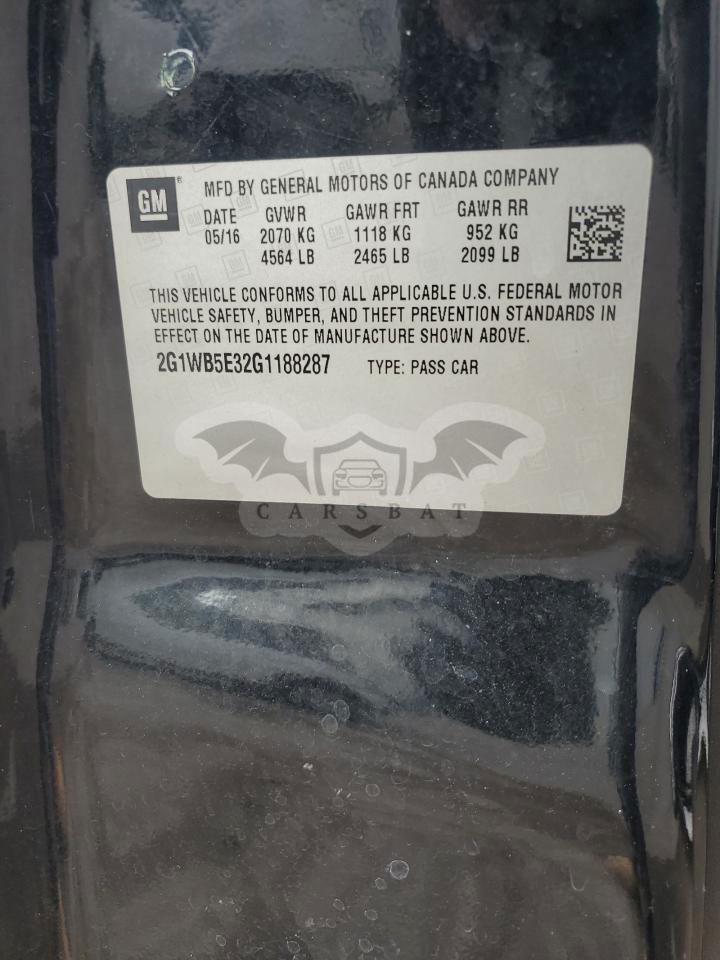 GM ®
MFD BY GENERAL MOTORS OF CANADA COMPANY
DATE GVWR GAWR FRT GAWR RR
05/16 2070 KG 1118 KG 952 KG
4564 LB 2465 LB 2099 LB
THIS VEHICLE CONFORMS TO ALL APPLICABLE U.S. FEDERAL MOTOR
VEHICLE SAFETY, BUMPER, AND THEFT PREVENTION STANDARDS IN
EFFECT ON THE DATE OF MANUFACTURE SHOWN ABOVE.
2G1WB5E32G1188287 TYPE: PASS CAR
CARSBAT